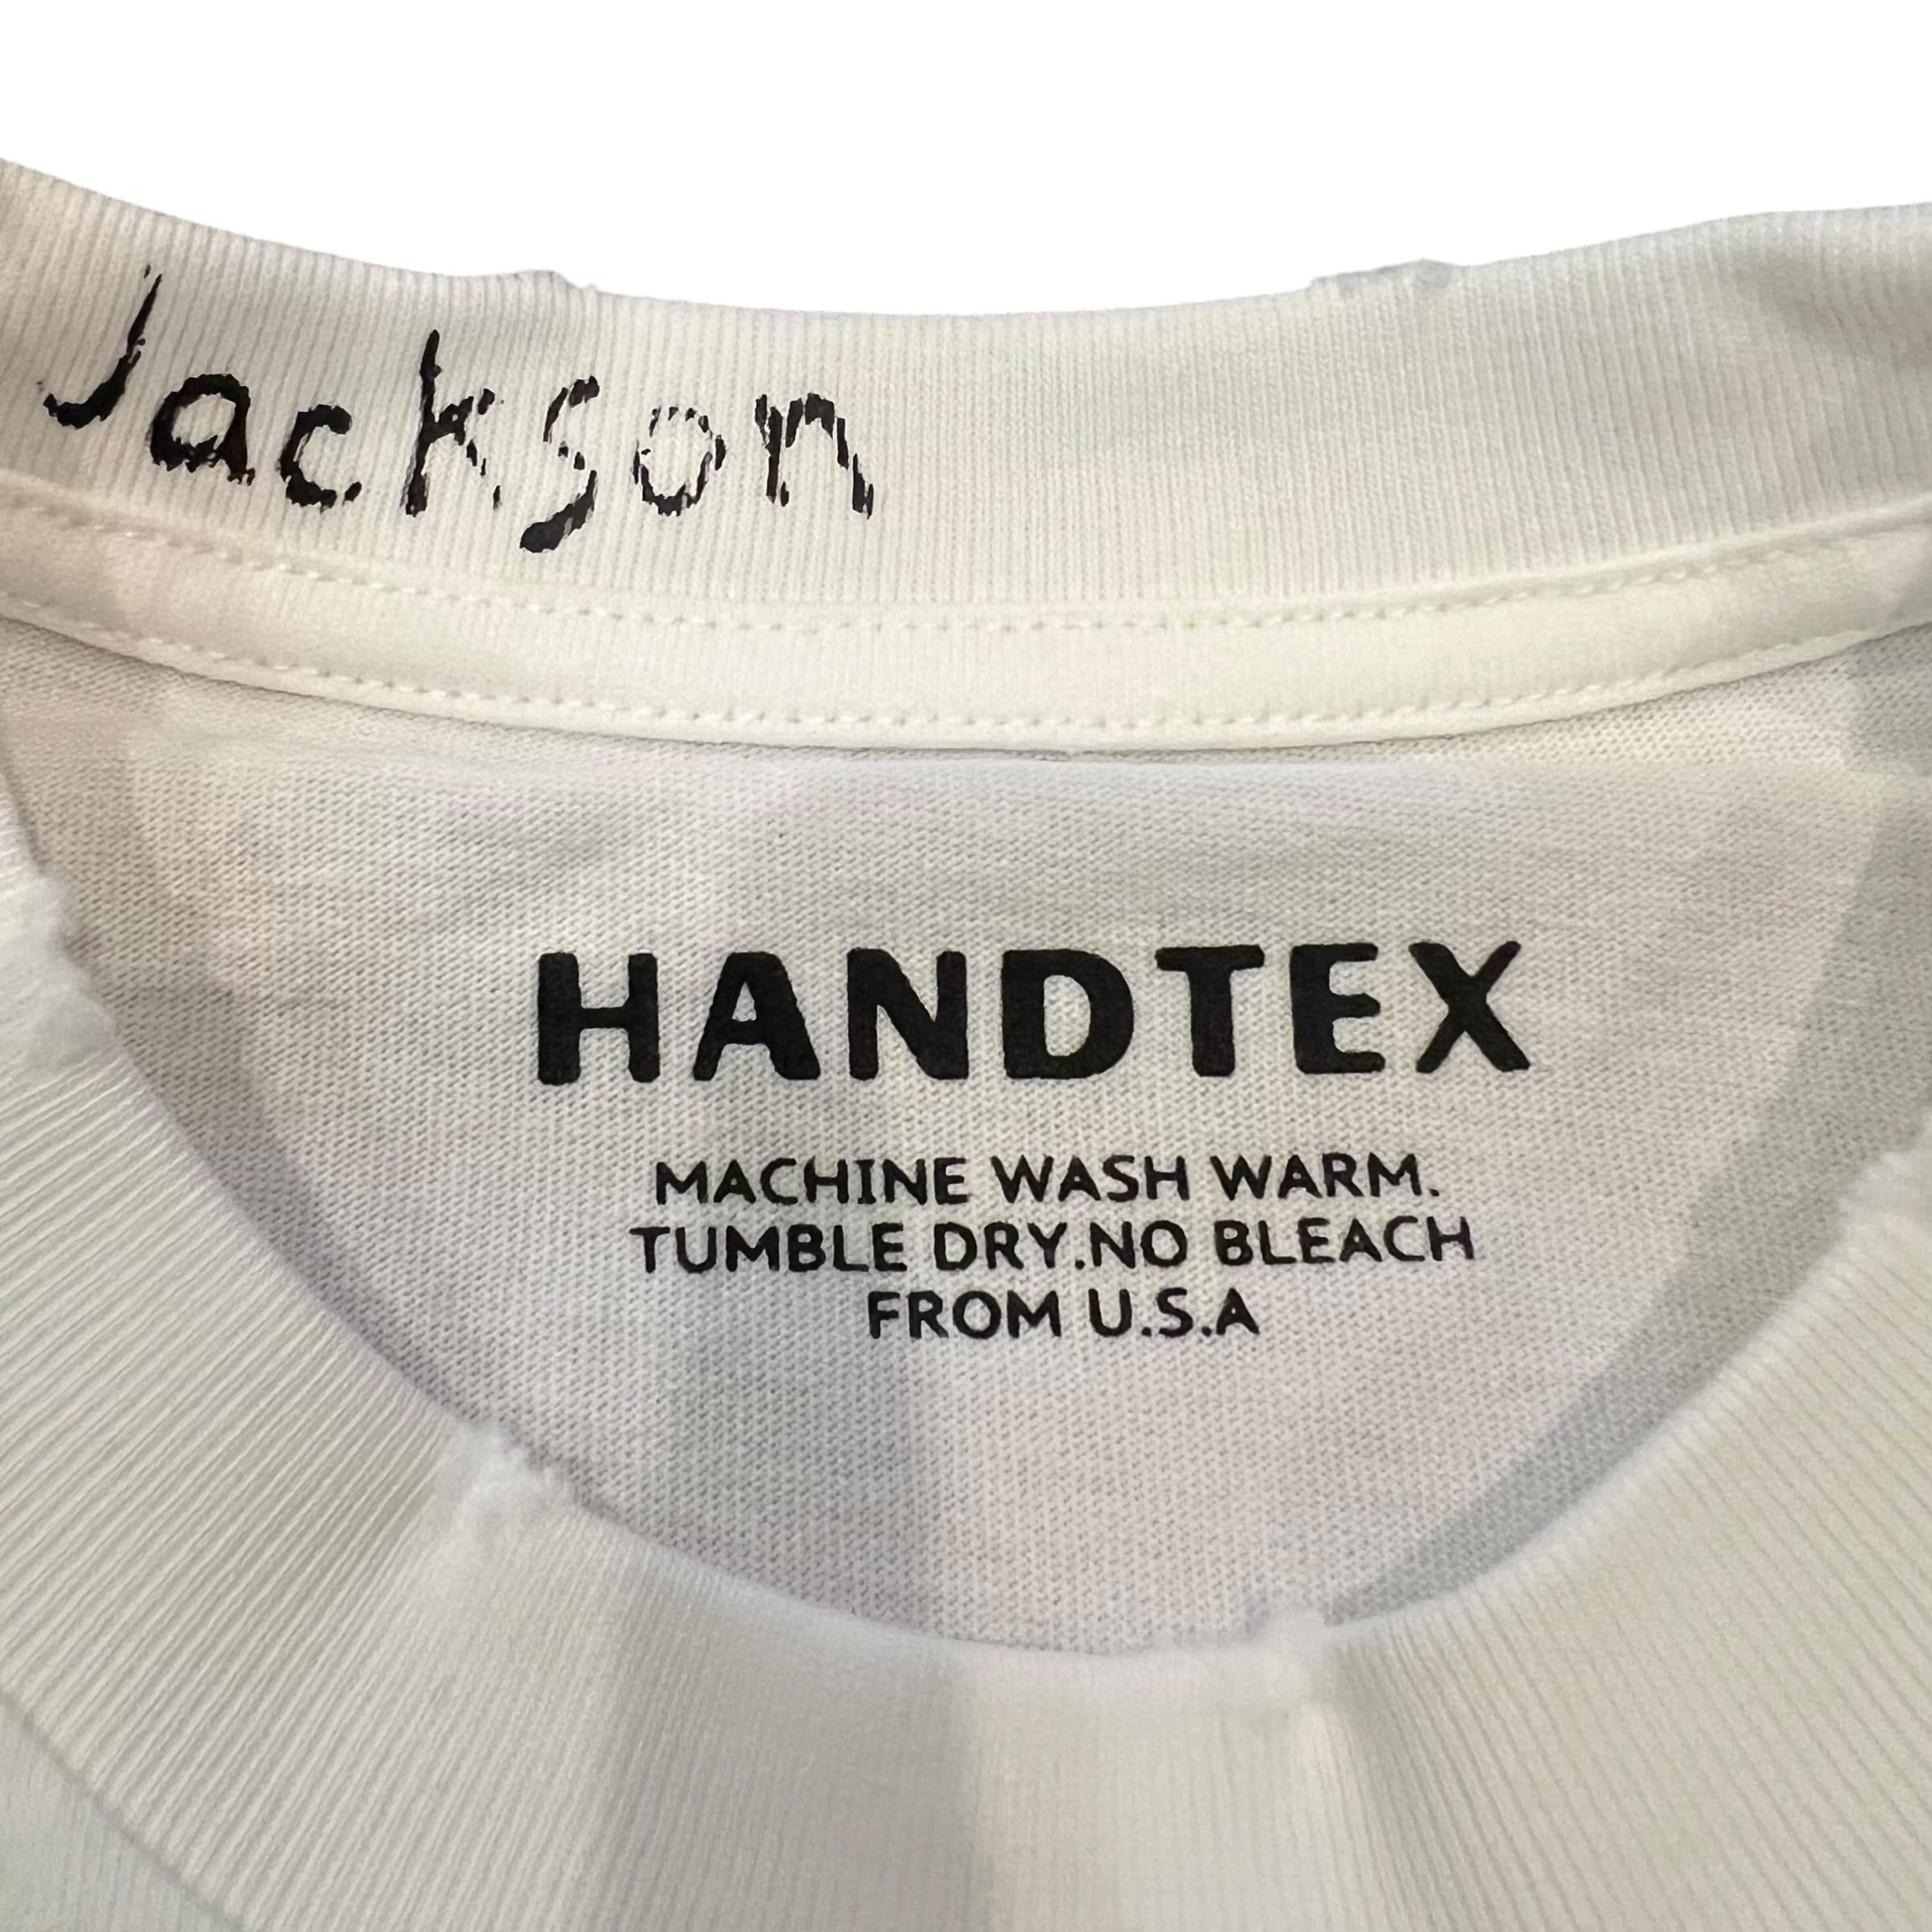 Jackson
HANDTEX
MACHINE WASH WARM.
TUMBLE DRY.NO BLEACH
FROM U.S.A